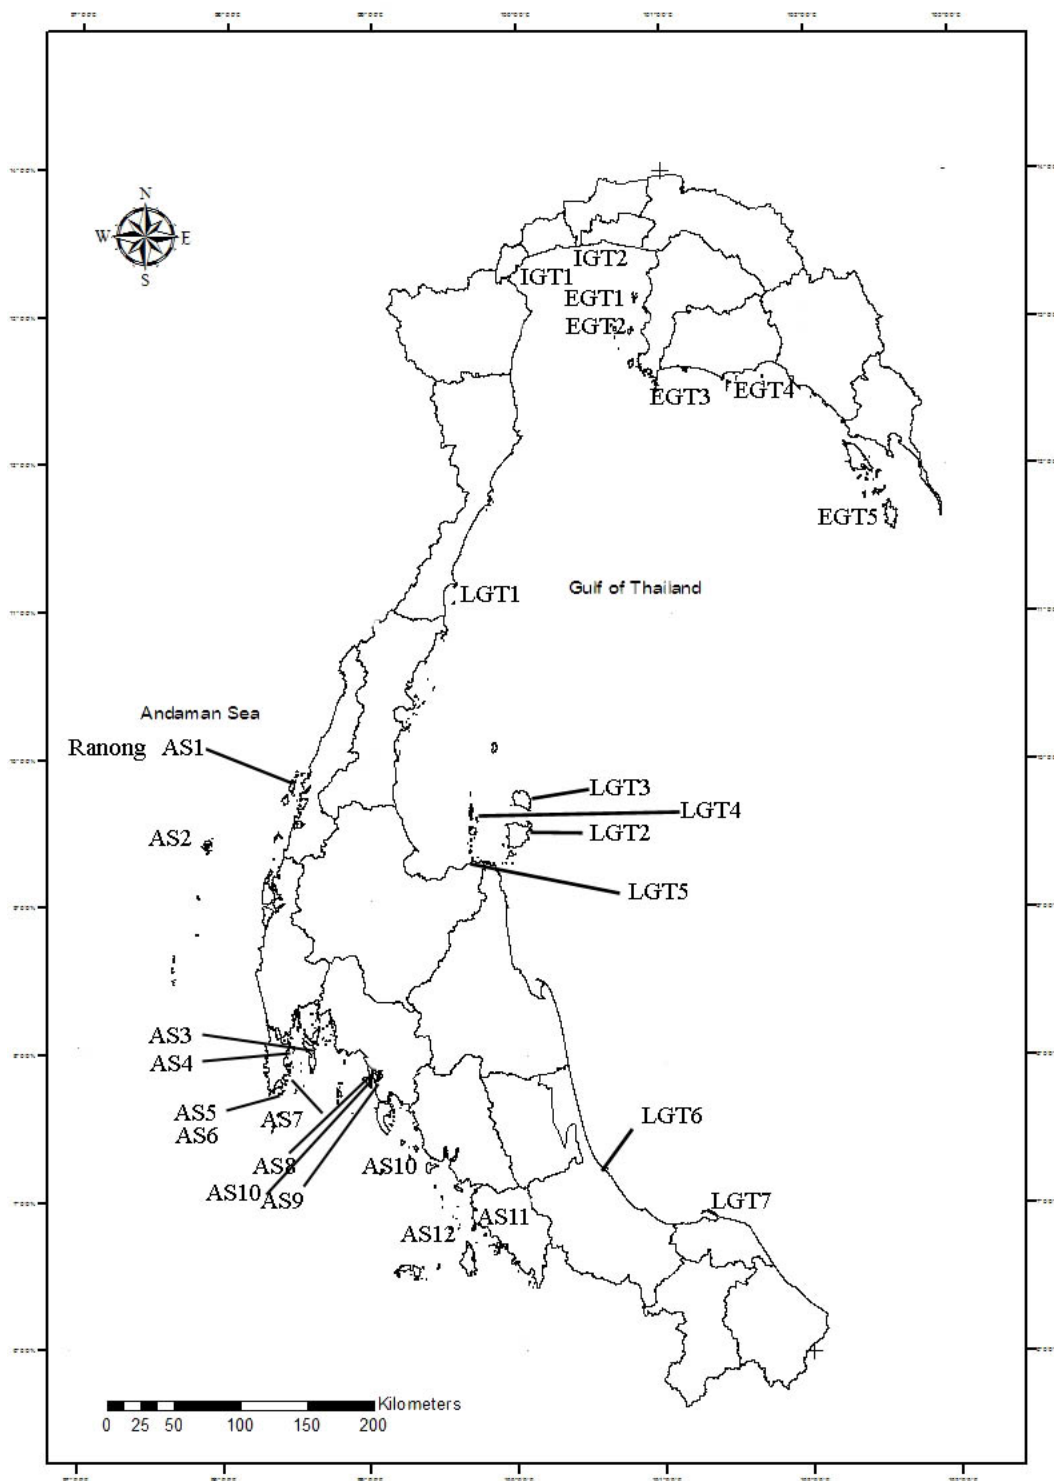 N
W E
S
IGT2
IGT1
EGT1
EGT2
EGT3 EGT4
EGT5
Gulf of Thailand
LGT1
Andaman Sea
Ranong AS1
LGT3
LGT4
AS2
LGT2
LGT5
AS3
AS4
AS5
AS7
AS6
LGT6
AS8
AS10
AS10
AS9
LGT7
AS11
AS12
Kilometers
0 25 50 100 150 200